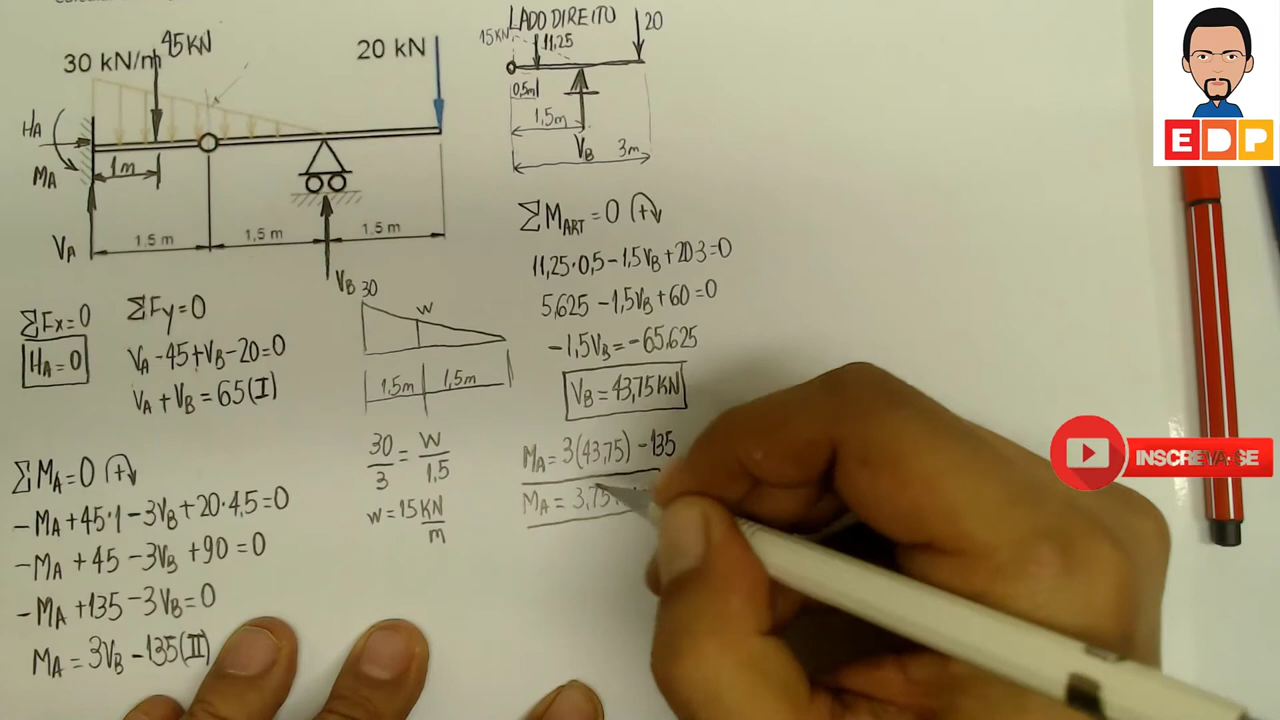 30 kN/m
45KN
20 kN
HA
MA
1m
VA
1,5 m
1,5 m
1,5 m
VB
LADO DIREITO
15KN
11,25
20
0,5m
1,5m
VB
3m
ΣFx=0
HA=0
ΣFy=0
VA-45+VB-20=0
VA+VB=65(I)
ΣMA=0 (+
-MA+45·1-3VB+20·4,5=0
-MA+45-3VB+90=0
-MA+135-3VB=0
MA=3VB-135(II)
30
w
1.5m
1,5m
30/3=W/1,5
w=15KN/m
ΣMART=0 (+
11,25·0,5-1,5VB+20·3=0
5,625-1,5VB+60=0
-1,5VB=-65,625
VB=43,75KN
MA=3(43,75)-135
MA=3,75
EDP
INSCREVA-SE